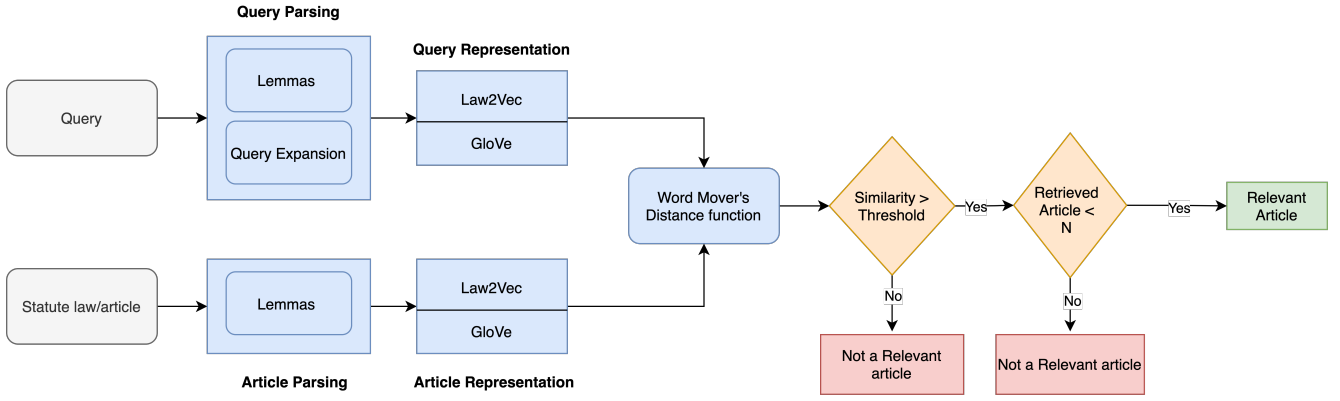 Query Parsing
Query Representation
Query
Lemmas
Query Expansion
Law2Vec
GloVe
Word Mover's
Distance function
Similarity >
Threshold
Yes
Retrieved
Article <
N
Yes
Relevant
Article
No
No
Not a Relevant
article
Not a Relevant article
Statute law/article
Lemmas
Law2Vec
GloVe
Article Parsing
Article Representation